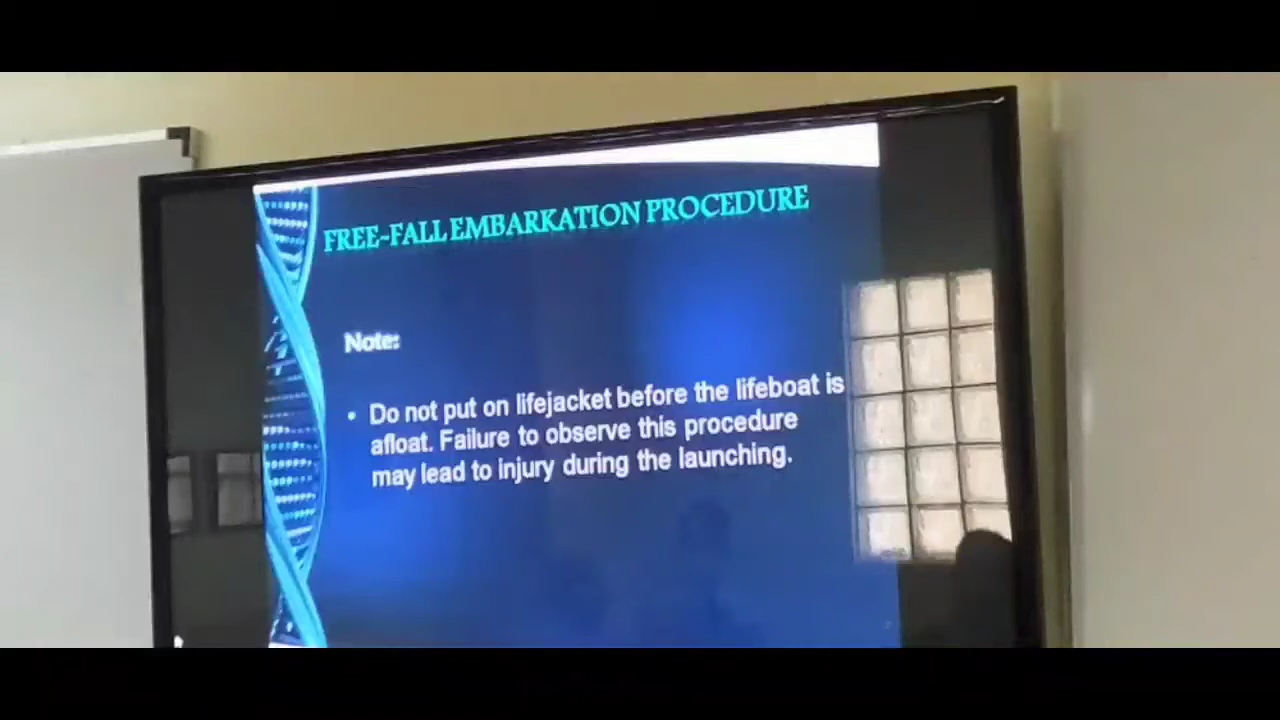 FREE-FALL EMBARKATION PROCEDURE
Note:
• Do not put on lifejacket before the lifeboat is
afloat. Failure to observe this procedure
may lead to injury during the launching.